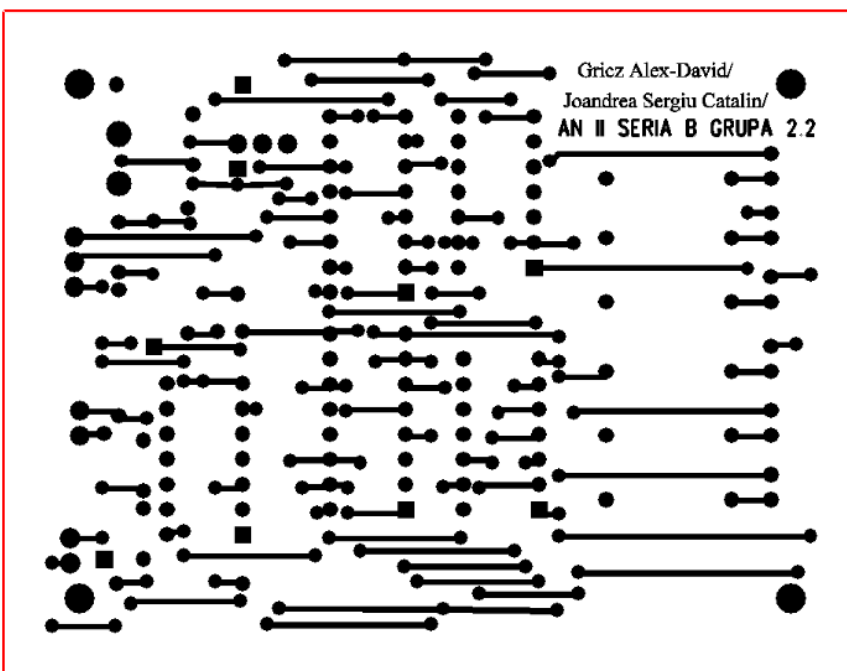 Gricz Alex-David/
Joandrea Sergiu Catalin/
AN II SERIA B GRUPA 2.2